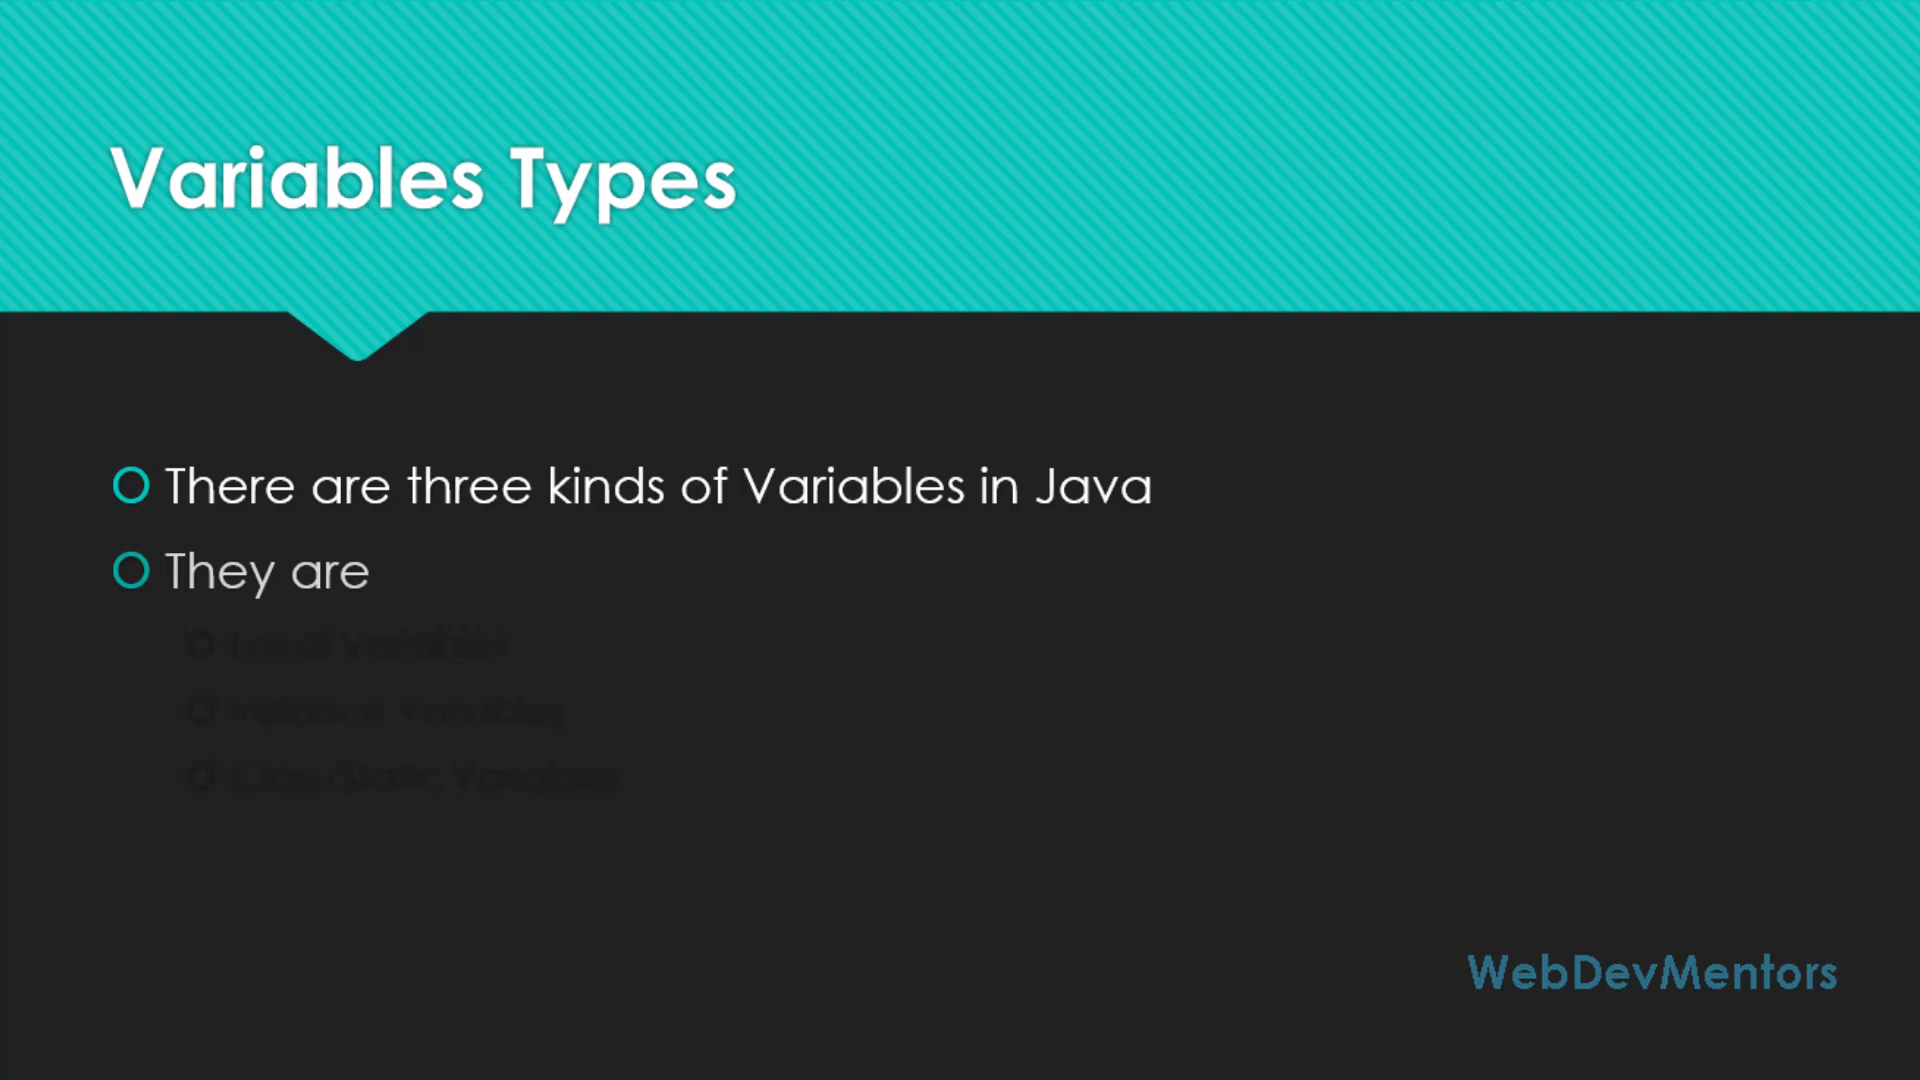 Variables Types
There are three kinds of Variables in Java
They are
Local Variables
Instance Variables
Class/Static Variables
WebDevMentors